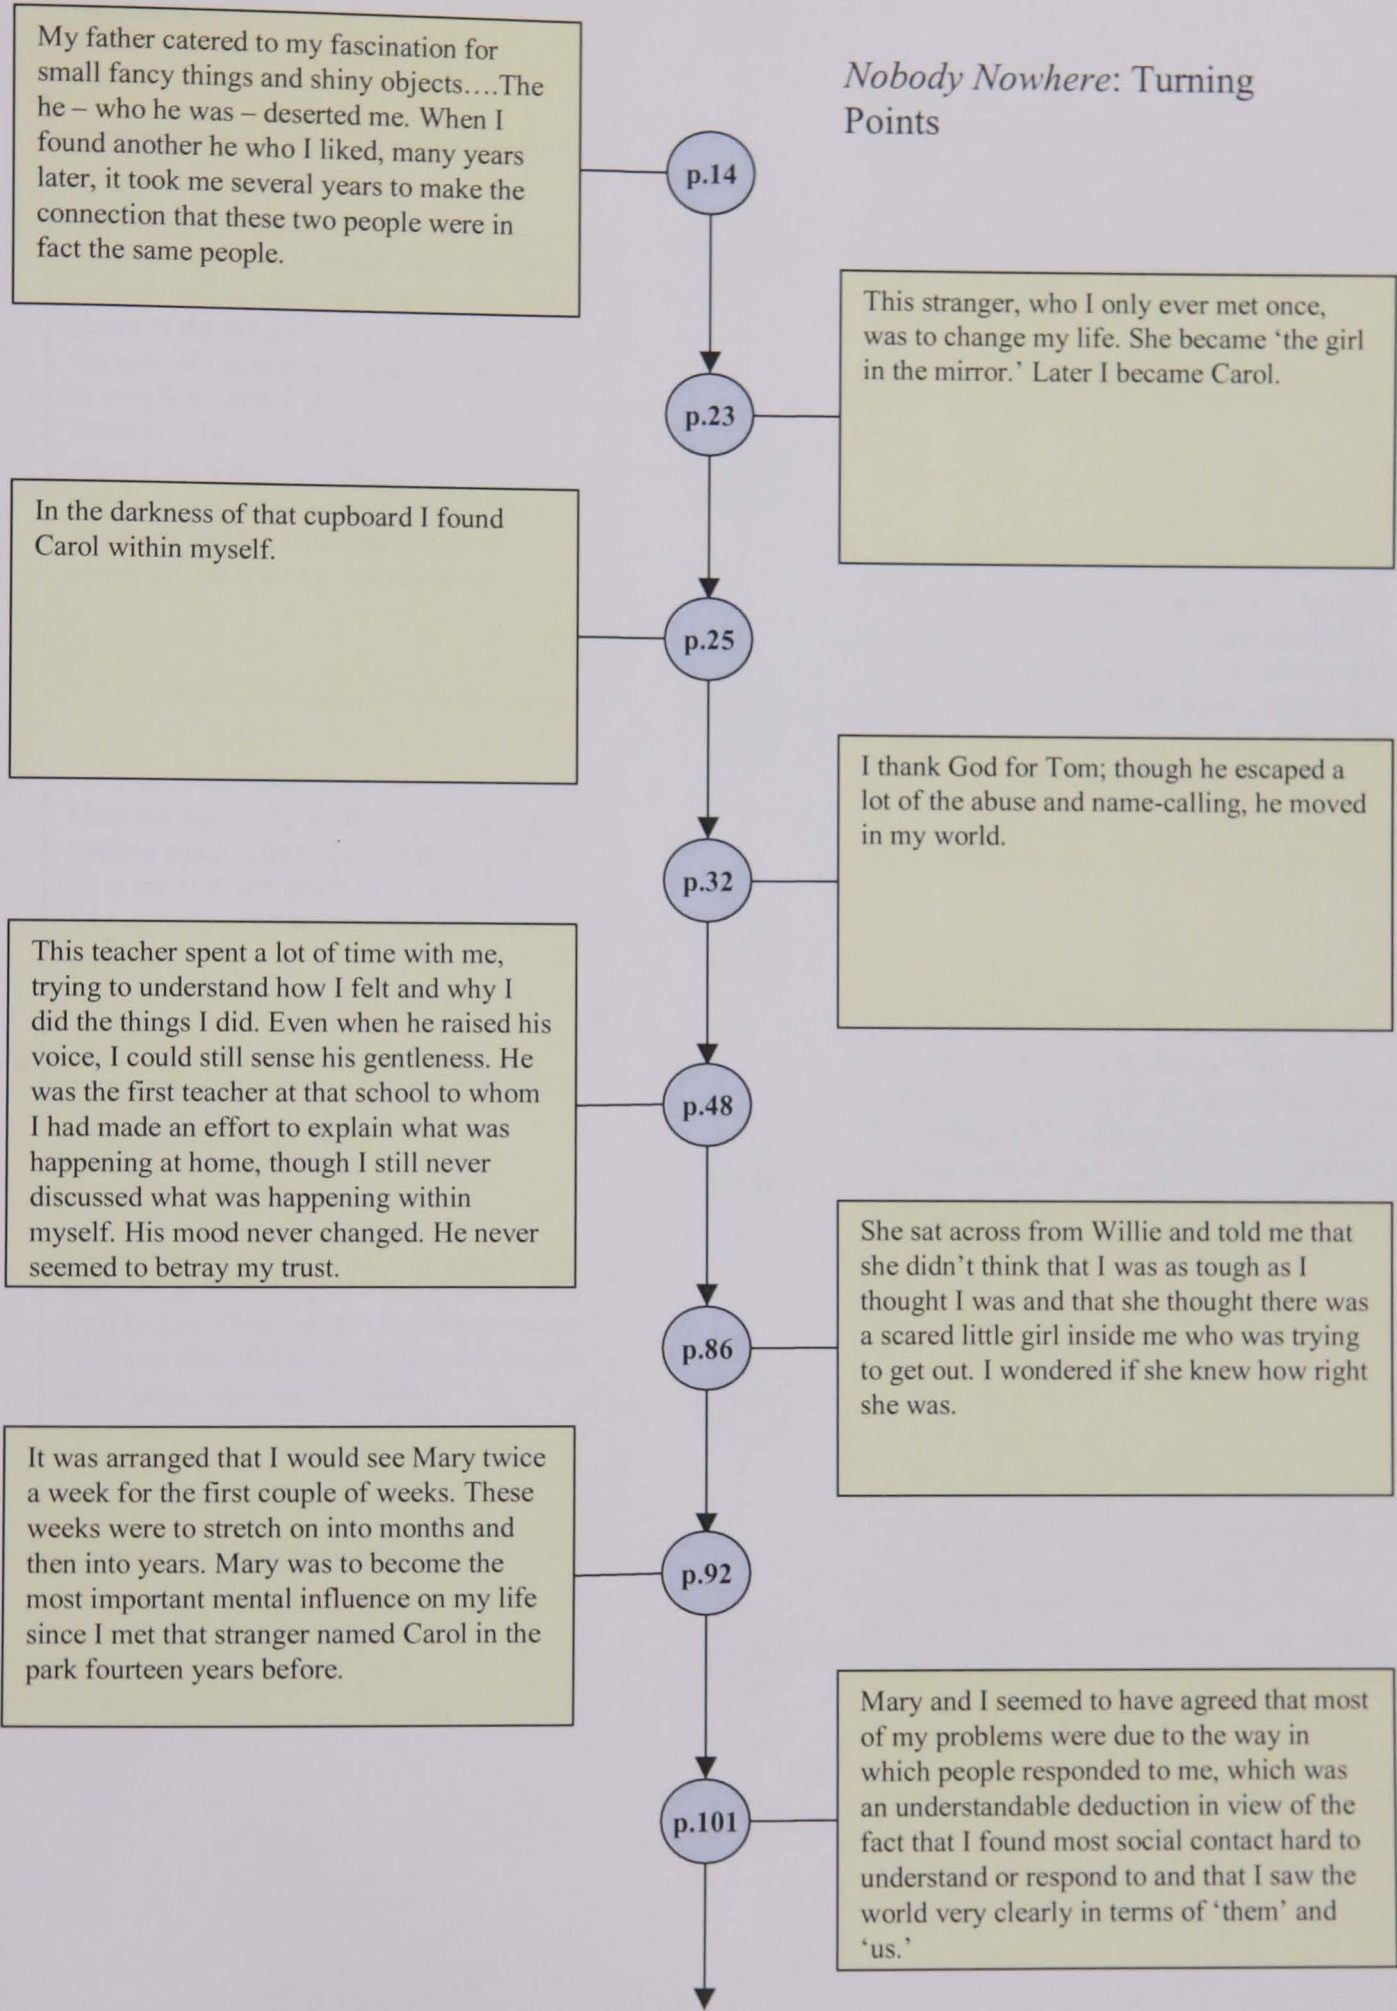 Nobody Nowhere: Turning
Points
My father catered to my fascination for
small fancy things and shiny objects….The
he – who he was – deserted me. When I
found another he who I liked, many years
later, it took me several years to make the
connection that these two people were in
fact the same people.
p.14
This stranger, who I only ever met once,
was to change my life. She became ‘the girl
in the mirror.’ Later I became Carol.
p.23
In the darkness of that cupboard I found
Carol within myself.
p.25
I thank God for Tom; though he escaped a
lot of the abuse and name-calling, he moved
in my world.
p.32
This teacher spent a lot of time with me,
trying to understand how I felt and why I
did the things I did. Even when he raised his
voice, I could still sense his gentleness. He
was the first teacher at that school to whom
I had made an effort to explain what was
happening at home, though I still never
discussed what was happening within
myself. His mood never changed. He never
seemed to betray my trust.
p.48
She sat across from Willie and told me that
she didn’t think that I was as tough as I
thought I was and that she thought there was
a scared little girl inside me who was trying
to get out. I wondered if she knew how right
she was.
p.86
It was arranged that I would see Mary twice
a week for the first couple of weeks. These
weeks were to stretch on into months and
then into years. Mary was to become the
most important mental influence on my life
since I met that stranger named Carol in the
park fourteen years before.
p.92
Mary and I seemed to have agreed that most
of my problems were due to the way in
which people responded to me, which was
an understandable deduction in view of the
fact that I found most social contact hard to
understand or respond to and that I saw the
world very clearly in terms of ‘them’ and
‘us.’
p.101